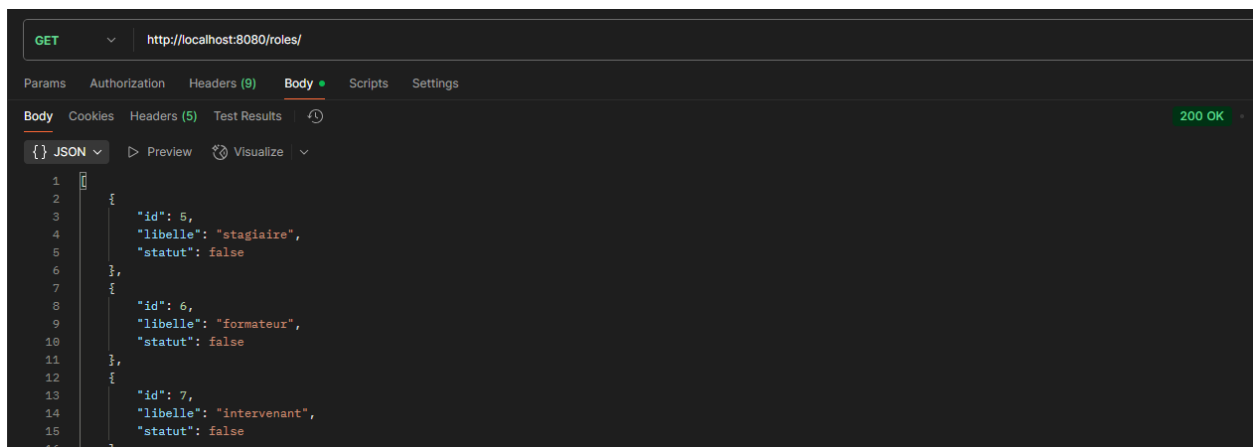 GET http://localhost:8080/roles/
Params Authorization Headers (9) Body Scripts Settings
Body Cookies Headers (5) Test Results 200 OK
{} JSON Preview Visualize
1 [
2 {
3 "id": 5,
4 "libelle": "stagiaire",
5 "statut": false
6 },
7 {
8 "id": 6,
9 "libelle": "formateur",
10 "statut": false
11 },
12 {
13 "id": 7,
14 "libelle": "intervenant",
15 "statut": false